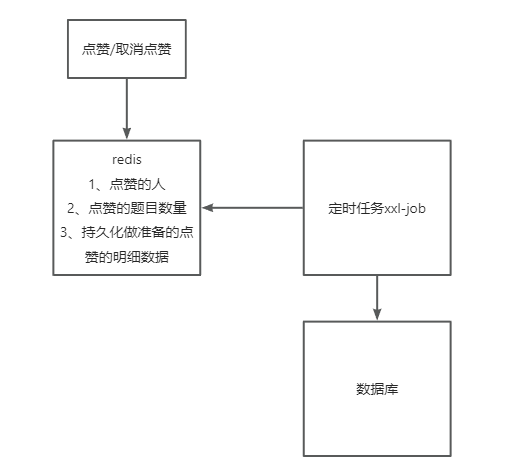 点赞/取消点赞
redis
1、点赞的人
2、点赞的题目数量
3、持久化做准备的点
赞的明细数据
定时任务xxl-job
数据库